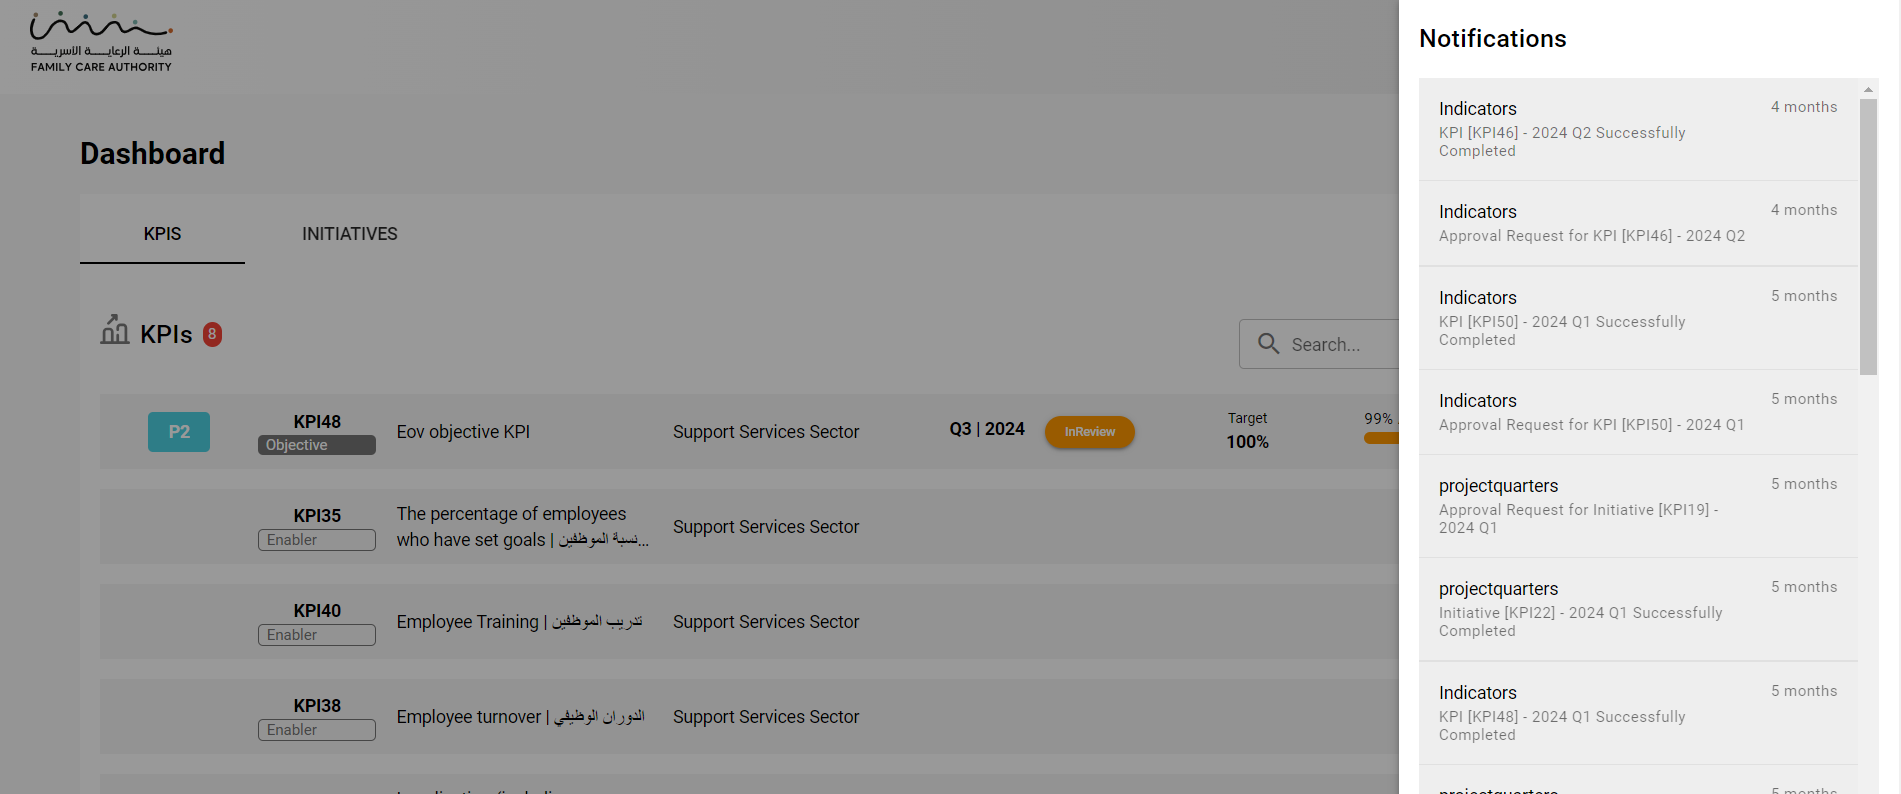 هيئة الرعاية الأسرية
FAMILY CARE AUTHORITY
Dashboard
KPIS
INITIATIVES
KPIs 8
Search...
P2
KPI48
Objective
Eov objective KPI
Support Services Sector
Q3 | 2024
InReview
Target
100%
99%
KPI35
Enabler
The percentage of employees
who have set goals | نسبة الموظفين...
Support Services Sector
KPI40
Enabler
Employee Training | تدريب الموظفين
Support Services Sector
KPI38
Enabler
Employee turnover | الدوران الوظيفي
Support Services Sector
Notifications
Indicators
4 months
KPI [KPI46] - 2024 Q2 Successfully
Completed
Indicators
4 months
Approval Request for KPI [KPI46] - 2024 Q2
Indicators
5 months
KPI [KPI50] - 2024 Q1 Successfully
Completed
Indicators
5 months
Approval Request for KPI [KPI50] - 2024 Q1
projectquarters
5 months
Approval Request for Initiative [KPI19] -
2024 Q1
projectquarters
5 months
Initiative [KPI22] - 2024 Q1 Successfully
Completed
Indicators
5 months
KPI [KPI48] - 2024 Q1 Successfully
Completed
projectquarters
5 months